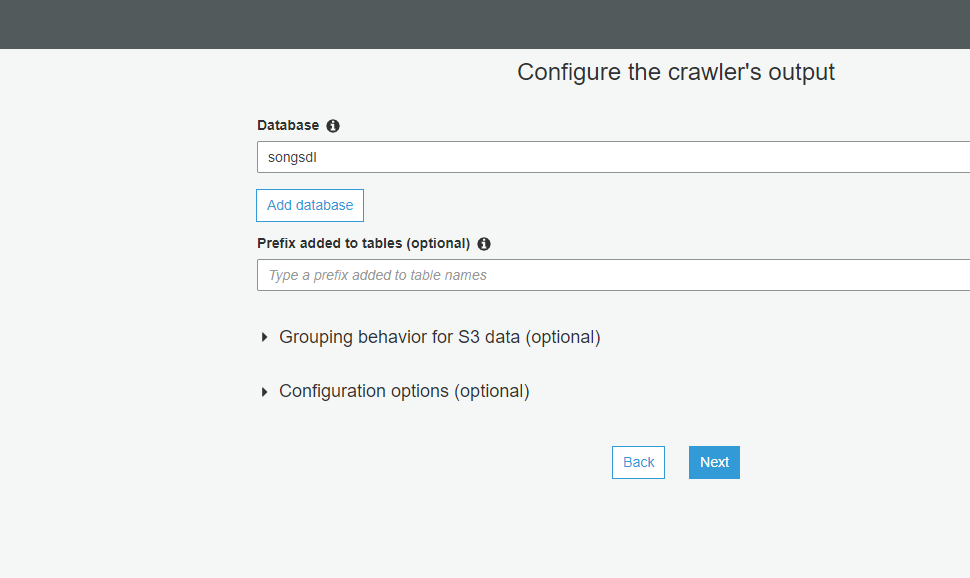 Configure the crawler's output
Database
songsdl
Add database
Prefix added to tables (optional)
Type a prefix added to table names
Grouping behavior for S3 data (optional)
Configuration options (optional)
Back Next